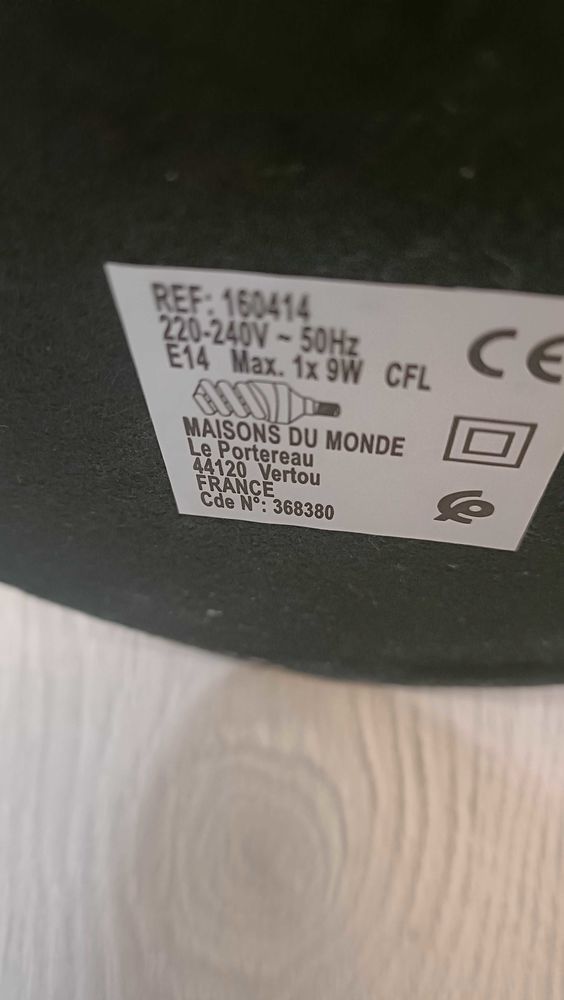 REF: 160414
220-240V ~ 50Hz
E14 Max. 1x 9W CFL
CE
MAISONS DU MONDE
Le Portereau
44120 Vertou
FRANCE
Cde N°: 368380